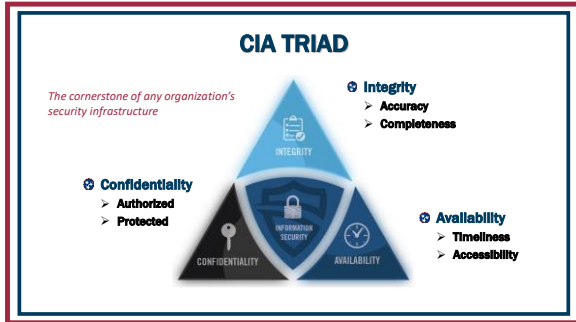 CIA TRIAD
The cornerstone of any organization's
security infrastructure
Integrity
Accuracy
Completeness
INTEGRITY
Confidentiality
Authorized
Protected
INFORMATION
SECURITY
CONFIDENTIALITY
AVAILABILITY
Availability
Timeliness
Accessibility